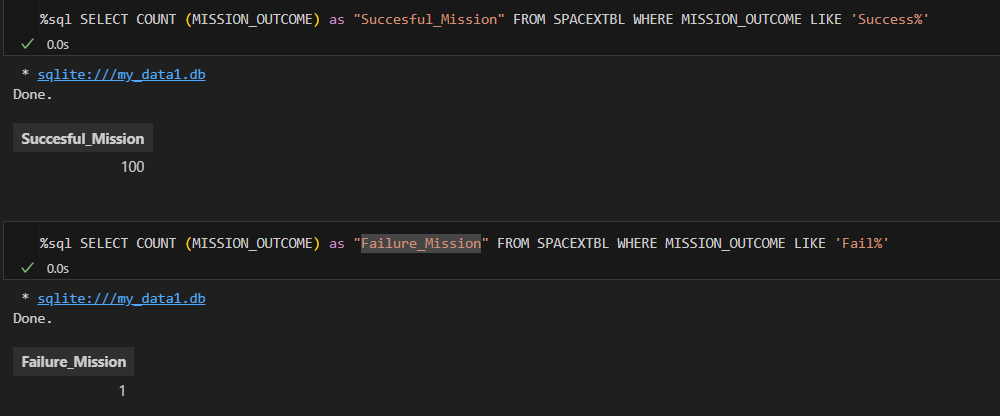 %sql SELECT COUNT (MISSION_OUTCOME) as "Succesful_Mission" FROM SPACEXTBL WHERE MISSION_OUTCOME LIKE 'Success%'
✓ 0.0s
* sqlite:///my_data1.db
Done.
Succesful_Mission
100
%sql SELECT COUNT (MISSION_OUTCOME) as "Failure_Mission" FROM SPACEXTBL WHERE MISSION_OUTCOME LIKE 'Fail%'
✓ 0.0s
* sqlite:///my_data1.db
Done.
Failure_Mission
1